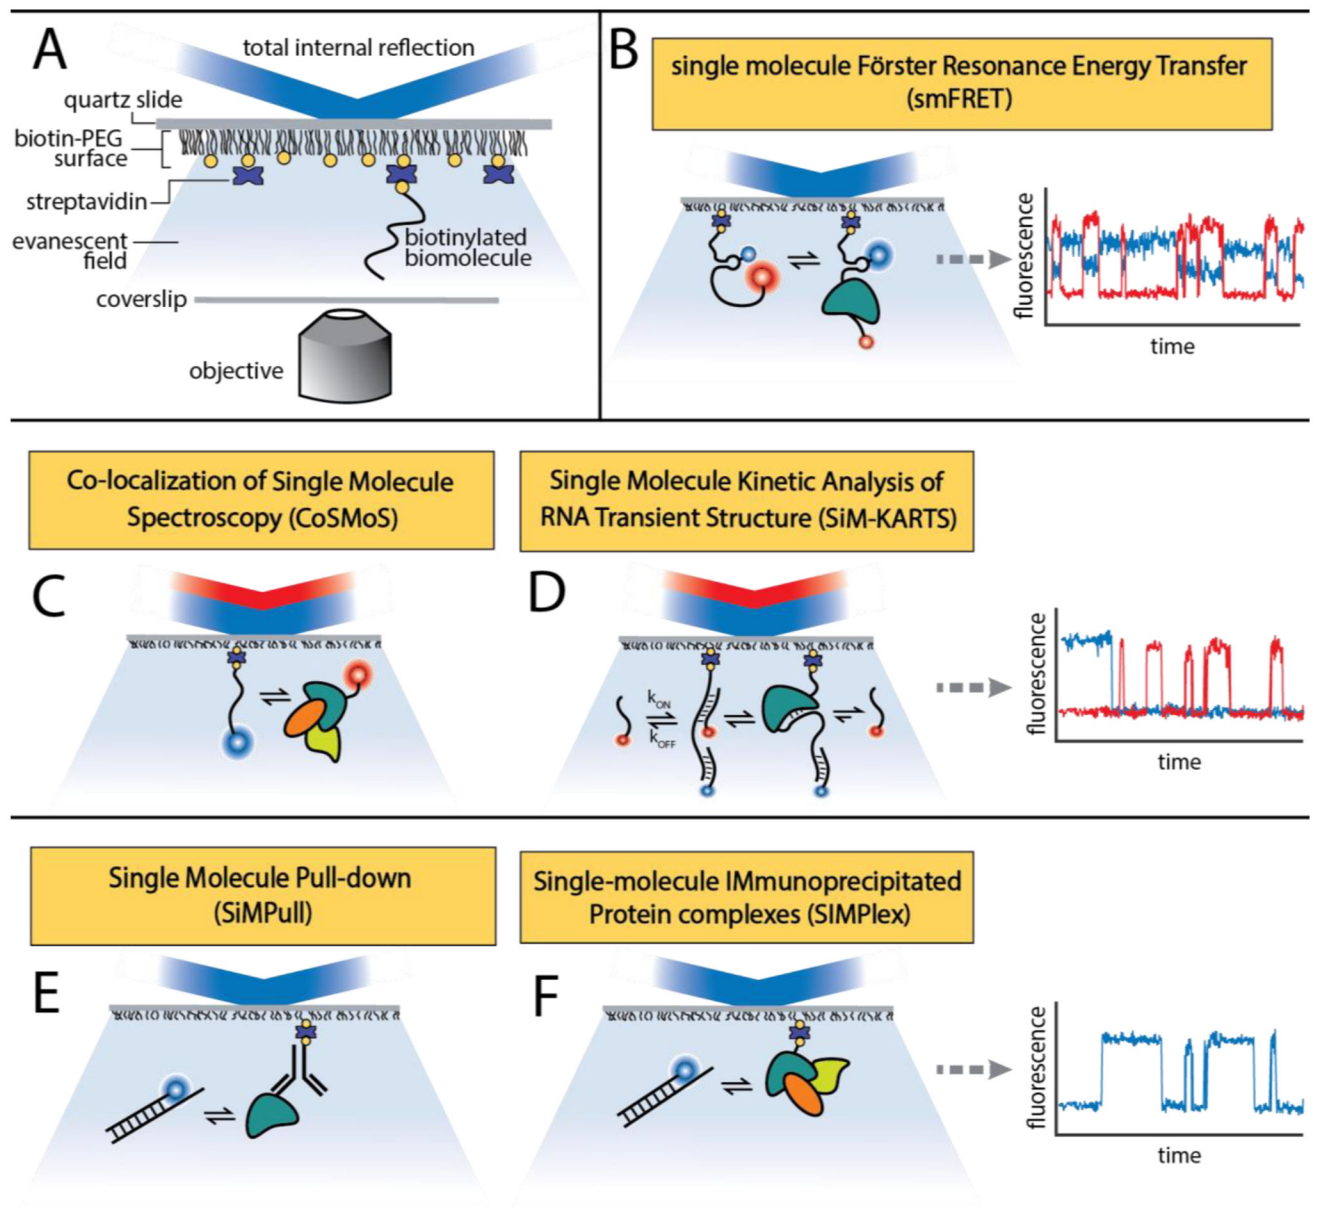 A
total internal reflection
quartz slide
biotin-PEG
surface
streptavidin
evanescent
field
biotinylated
biomolecule
coverslip
objective
B
single molecule Förster Resonance Energy Transfer
(smFRET)
fluorescence
time
Co-localization of Single Molecule
Spectroscopy (CoSMoS)
C
Single Molecule Kinetic Analysis of
RNA Transient Structure (SiM-KARTS)
D
kON
kOFF
fluorescence
time
Single Molecule Pull-down
(SiMPull)
E
Single-molecule IMmunoprecipitated
Protein complexes (SIMPlex)
F
fluorescence
time